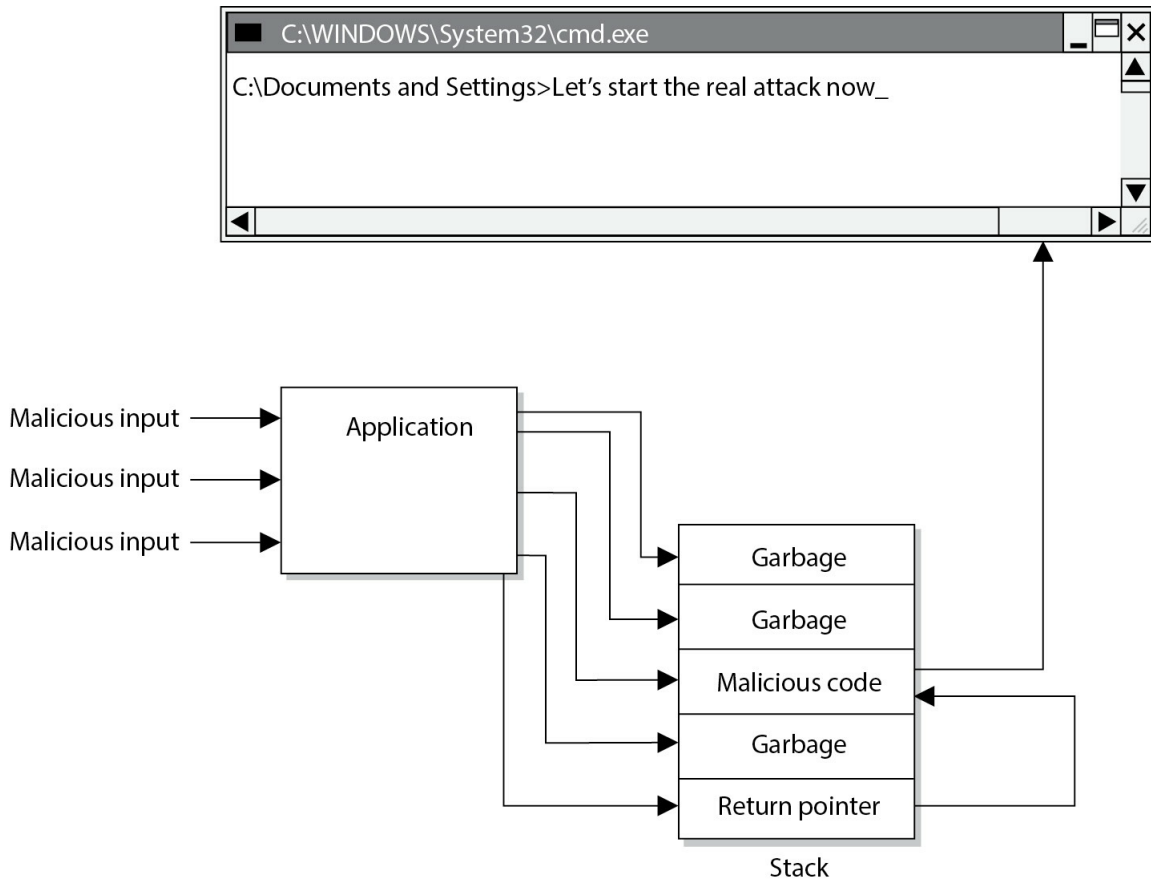 C:\WINDOWS\System32\cmd.exe
C:\Documents and Settings>Let’s start the real attack now_
Malicious input
Malicious input
Malicious input
Application
Garbage
Garbage
Malicious code
Garbage
Return pointer
Stack